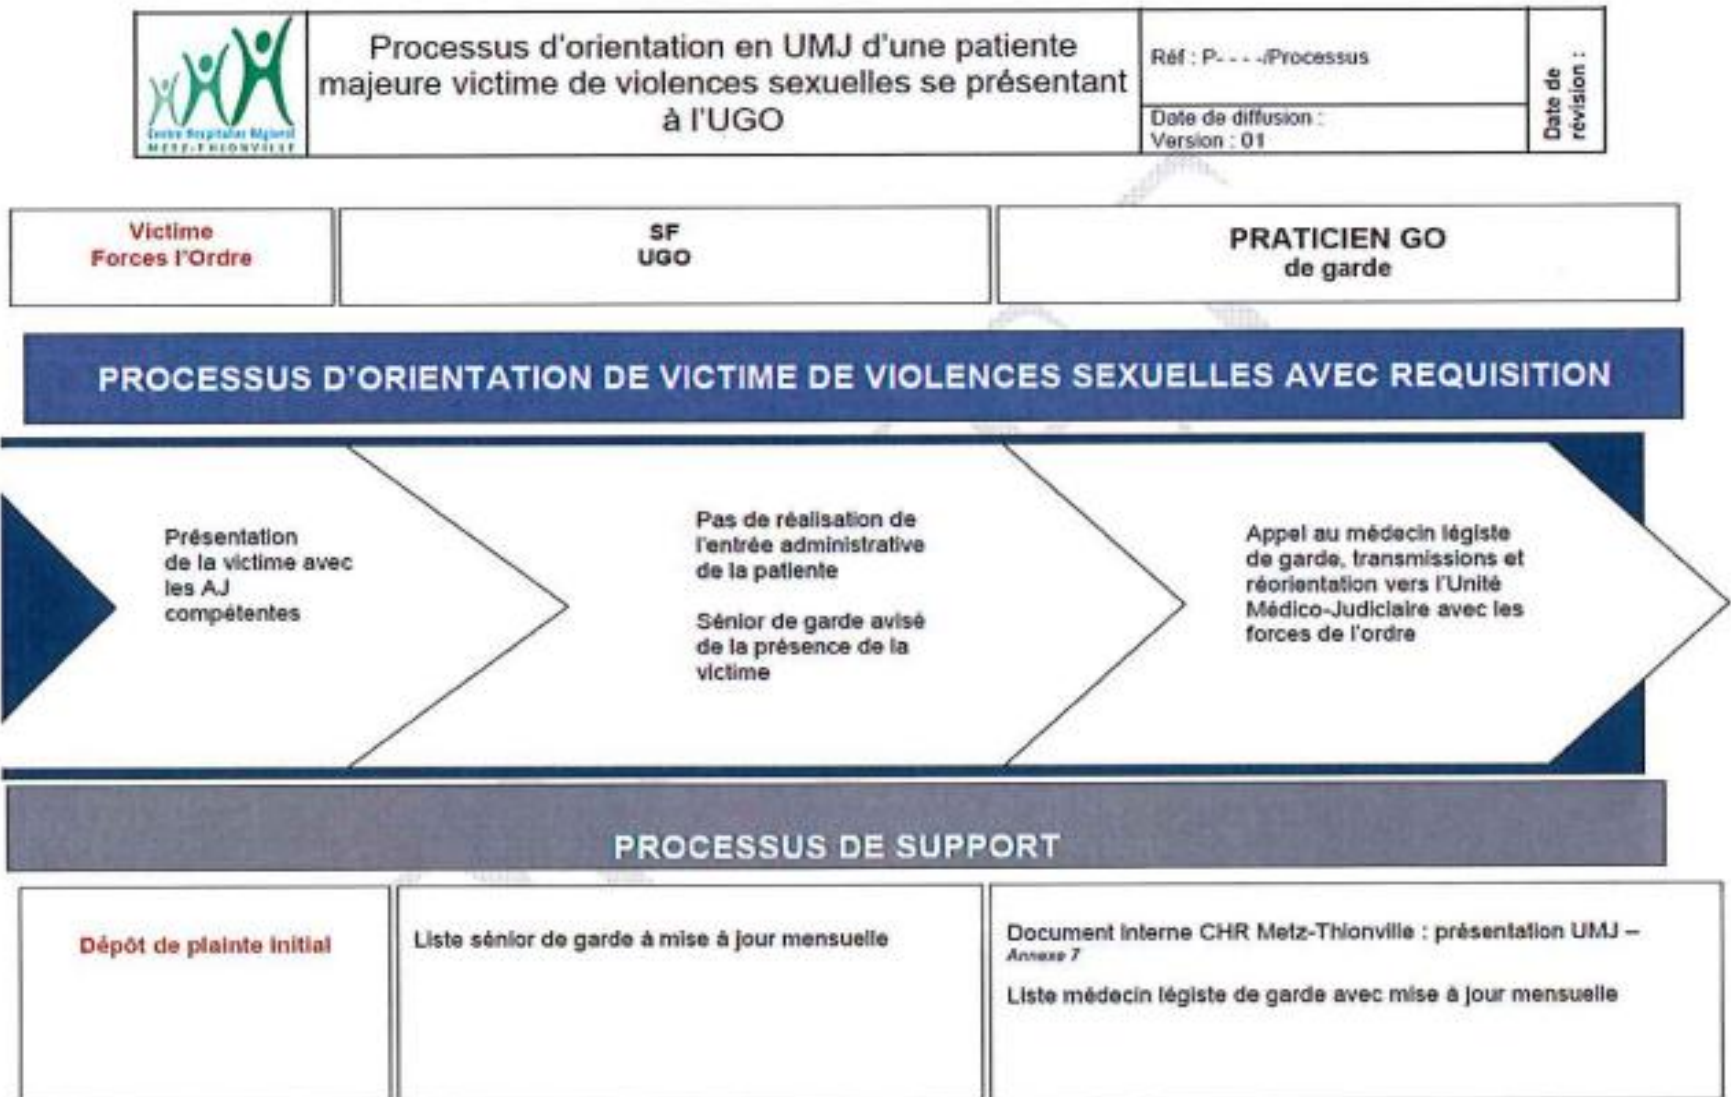 Centre Hospitalier Régional
METZ-THIONVILLE
Processus d'orientation en UMJ d'une patiente
majeure victime de violences sexuelles se présentant
à l'UGO
Réf : P- - - -/Processus
Date de diffusion :
Version : 01
Date de
révision :
Victime
Forces l'Ordre
SF
UGO
PRATICIEN GO
de garde
PROCESSUS D'ORIENTATION DE VICTIME DE VIOLENCES SEXUELLES AVEC REQUISITION
Présentation
de la victime avec
les AJ
compétentes
Pas de réalisation de
l'entrée administrative
de la patiente
Sénior de garde avisé
de la présence de la
victime
Appel au médecin légiste
de garde, transmissions et
réorientation vers l'Unité
Médico-Judiciaire avec les
forces de l'ordre
PROCESSUS DE SUPPORT
Dépôt de plainte initial
Liste sénior de garde à mise à jour mensuelle
Document Interne CHR Metz-Thionville : présentation UMJ –
Annexe 7
Liste médecin légiste de garde avec mise à jour mensuelle